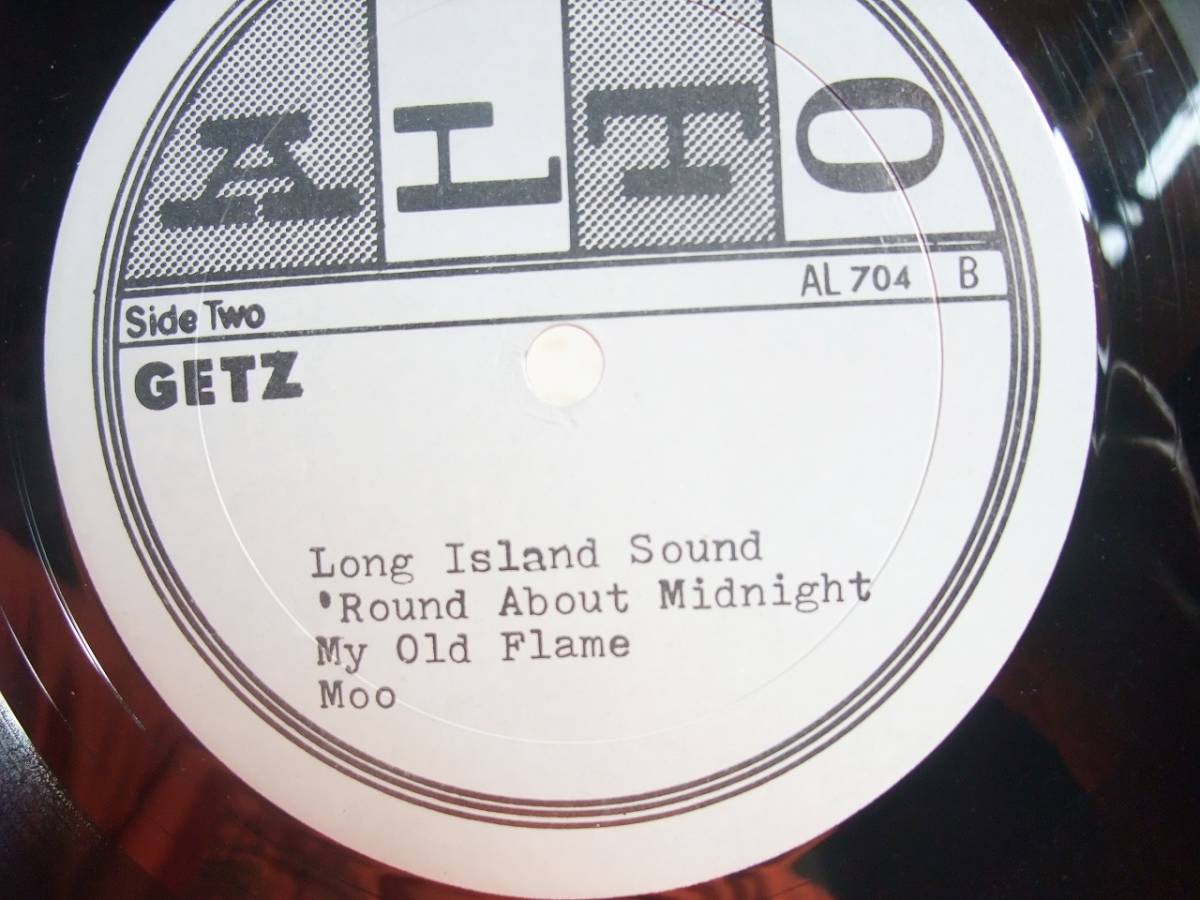 ALTO
Side Two
AL 704 B
GETZ
Long Island Sound
'Round About Midnight
My Old Flame
Moo